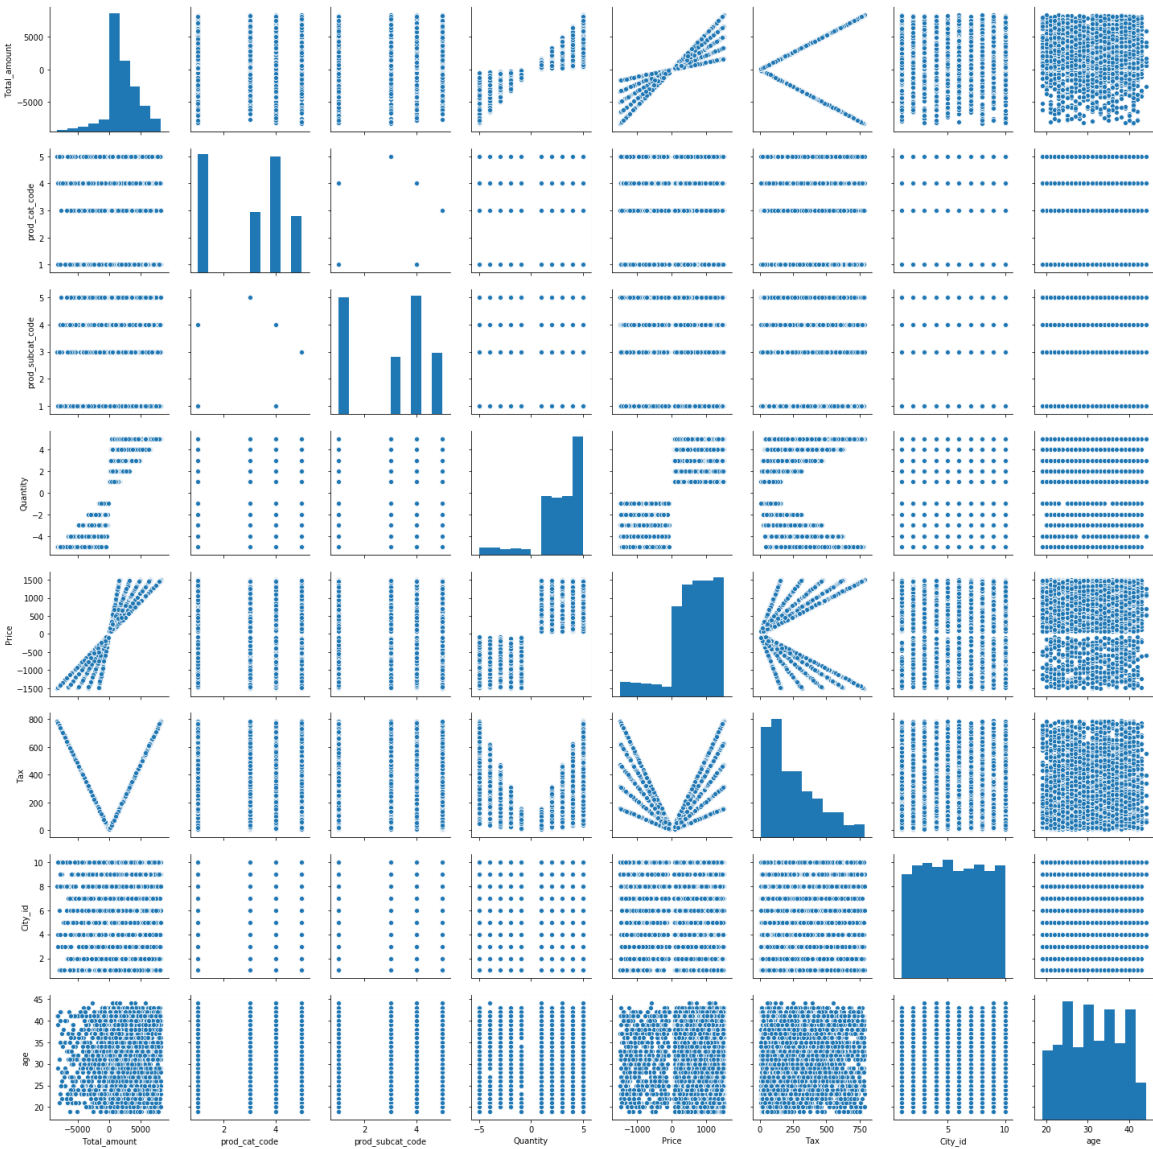 Total_amount
5000
0
−5000
prod_cat_code
5
4
3
2
1
prod_subcat_code
5
4
3
2
1
Quantity
4
2
0
−2
−4
Price
1500
1000
500
0
−500
−1000
−1500
Tax
800
600
400
200
0
City_id
10
8
6
4
2
age
45
40
35
30
25
20
−5000 0 5000
2 4
2 4
−5 0 5
−1000 0 1000
0 250 500 750
5 10
20 30 40
Total_amount
prod_cat_code
prod_subcat_code
Quantity
Price
Tax
City_id
age